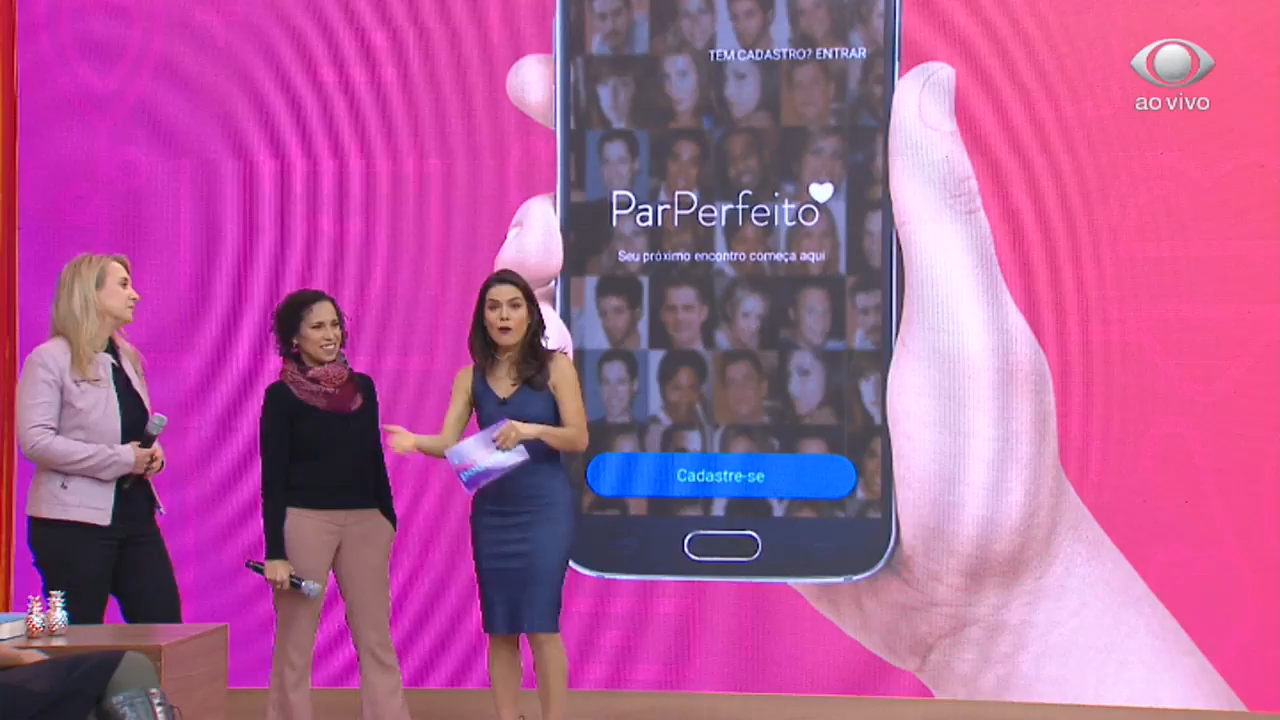 TEM CADASTRO? ENTRAR
ao vivo
ParPerfeito
Seu próximo encontro começa aqui
Cadastre-se